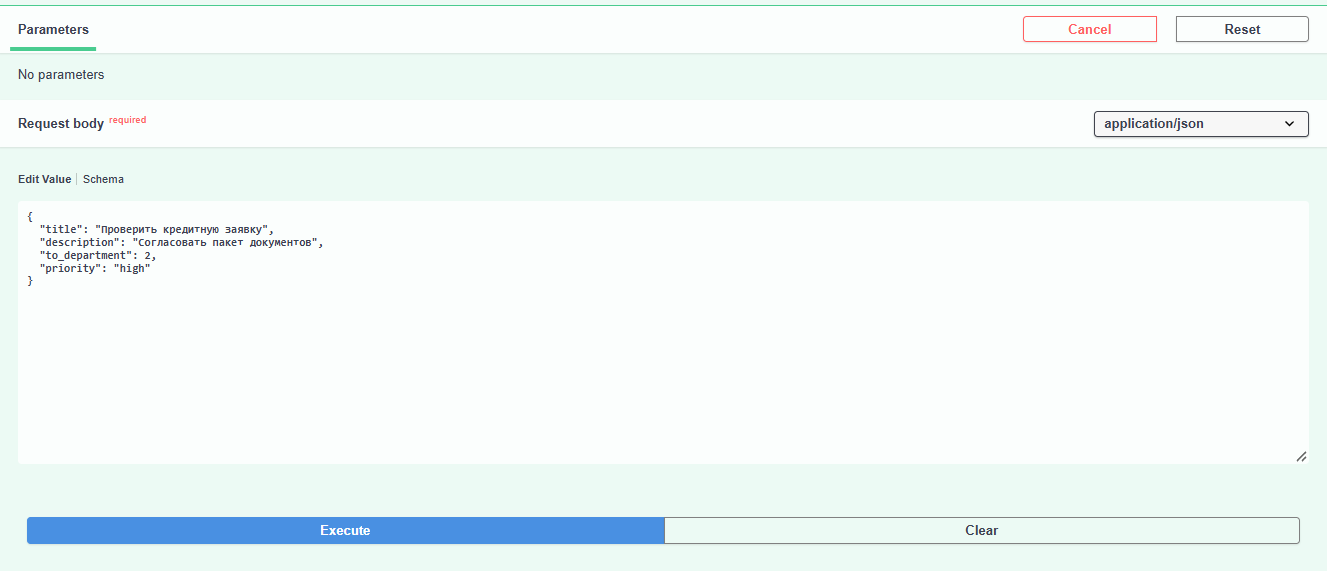 Parameters
Cancel
Reset
No parameters
Request body required
application/json
Edit Value
Schema
{
  "title": "Проверить кредитную заявку",
  "description": "Согласовать пакет документов",
  "to_department": 2,
  "priority": "high"
}
Execute
Clear